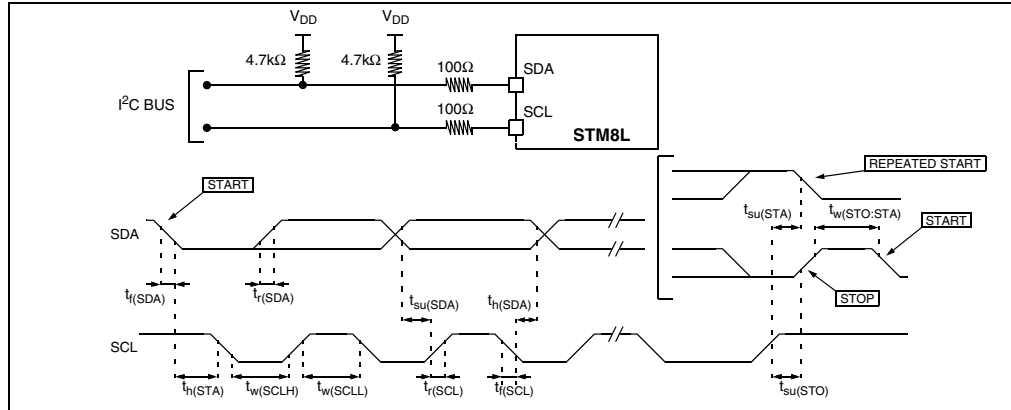 VDD VDD
4.7kΩ 4.7kΩ
100Ω SDA
I2C BUS
100Ω SCL
STM8L
REPEATED START
START
tsu(STA) tw(STO:STA) START
SDA
tf(SDA) tr(SDA) tsu(SDA) th(SDA) STOP
SCL
th(STA) tw(SCLH) tw(SCLL) tr(SCL) tf(SCL) tsu(STO)